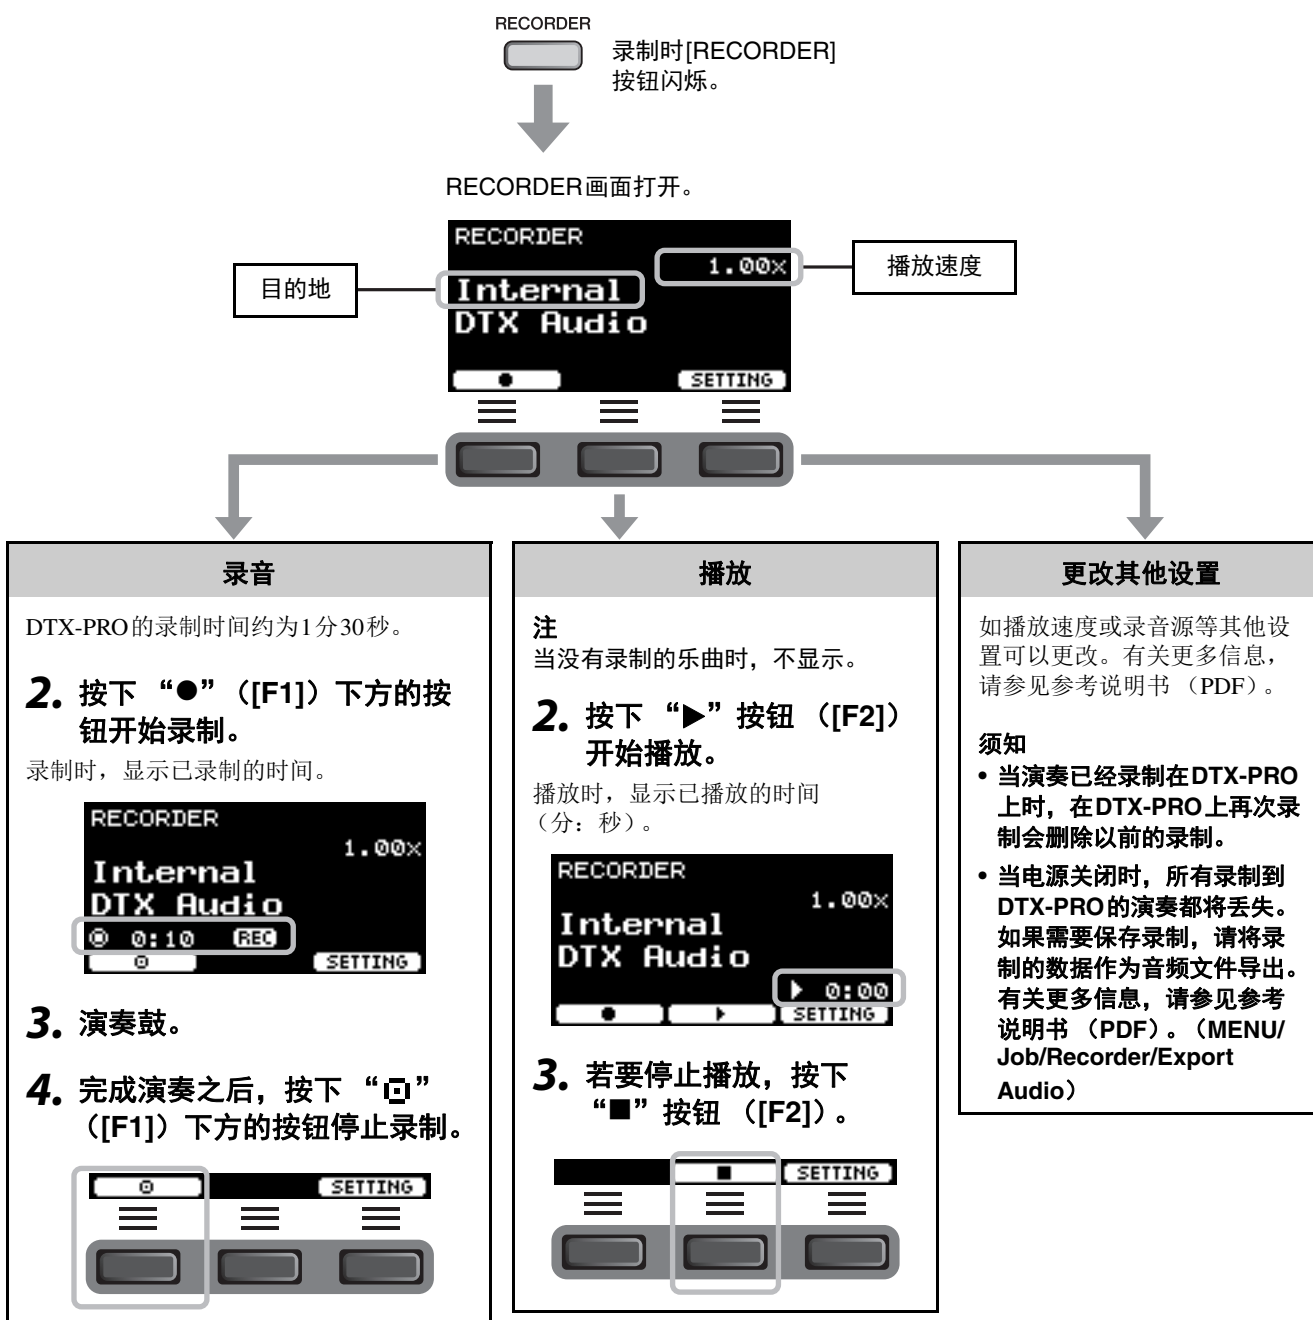 RECORDER
录制时[RECORDER]
按钮闪烁。
RECORDER画面打开。
RECORDER
1.00×
目的地
播放速度
Internal
DTX Audio
●
SETTING
录音
DTX-PRO的录制时间约为1分30秒。
2. 按下 “●”（[F1]）下方的按
钮开始录制。
录制时，显示已录制的时间。
RECORDER
1.00×
Internal
DTX Audio
0:10 REC
SETTING
3. 演奏鼓。
4. 完成演奏之后，按下 “⊡”
（[F1]）下方的按钮停止录制。
SETTING
播放
注
当没有录制的乐曲时，不显示。
2. 按下 “▶”按钮 （[F2]）
开始播放。
播放时，显示已播放的时间
（分：秒）。
RECORDER
1.00×
Internal
DTX Audio
▶ 0:00
● ▶ SETTING
3. 若要停止播放，按下
“■”按钮 （[F2]）。
■ SETTING
更改其他设置
如播放速度或录音源等其他设
置可以更改。有关更多信息，
请参见参考说明书 （PDF）。
须知
• 当演奏已经录制在DTX-PRO
上时，在DTX-PRO上再次录
制会删除以前的录制。
• 当电源关闭时，所有录制到
DTX-PRO的演奏都将丢失。
如果需要保存录制，请将录
制的数据作为音频文件导出。
有关更多信息，请参见参考
说明书 （PDF）。（MENU/
Job/Recorder/Export
Audio）